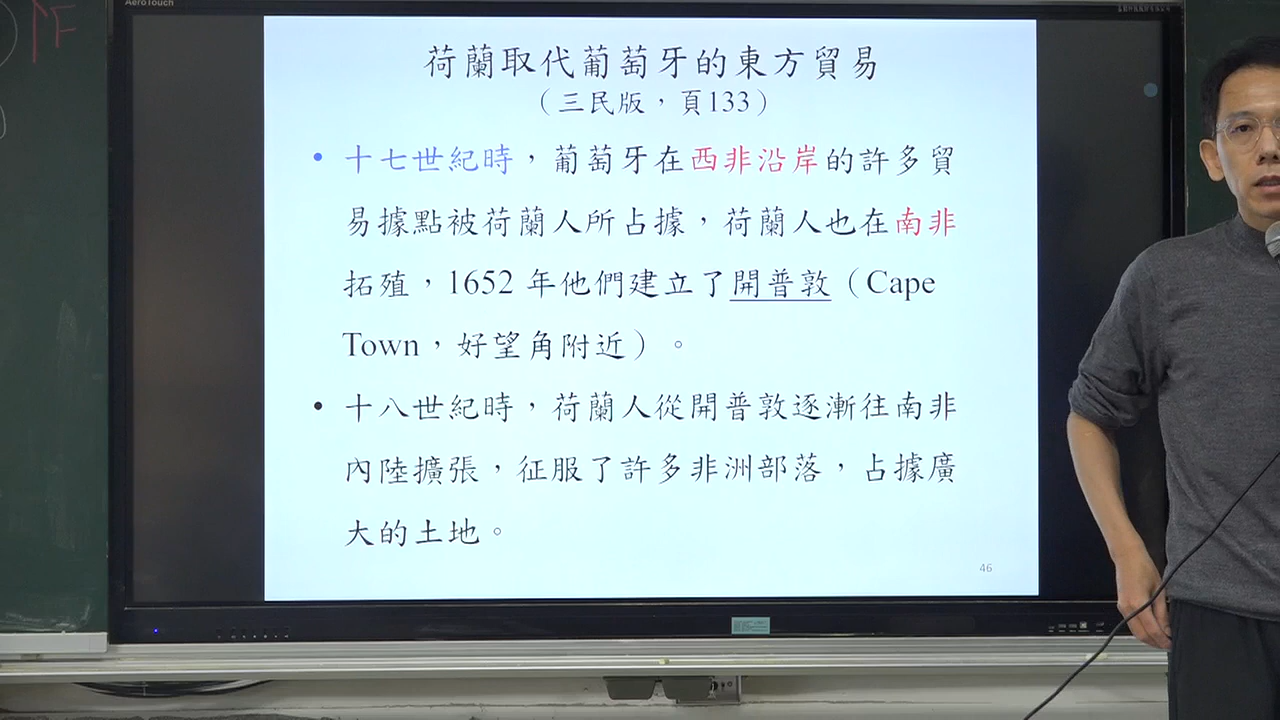 AeroTouch
荷蘭取代葡萄牙的東方貿易
（三民版，頁133）
• 十七世紀時，葡萄牙在西非沿岸的許多貿
易據點被荷蘭人所占據，荷蘭人也在南非
拓殖，1652 年他們建立了開普敦（Cape
Town，好望角附近）。
• 十八世紀時，荷蘭人從開普敦逐漸往南非
內陸擴張，征服了許多非洲部落，占據廣
大的土地。
46